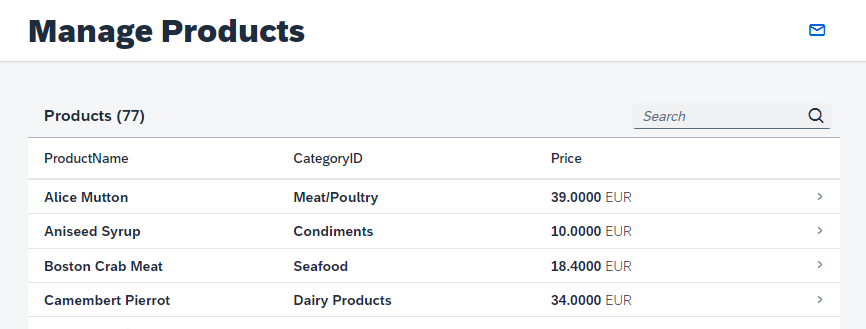 Manage Products
Products (77)
Search
ProductName CategoryID Price
Alice Mutton Meat/Poultry 39.0000 EUR
Aniseed Syrup Condiments 10.0000 EUR
Boston Crab Meat Seafood 18.4000 EUR
Camembert Pierrot Dairy Products 34.0000 EUR